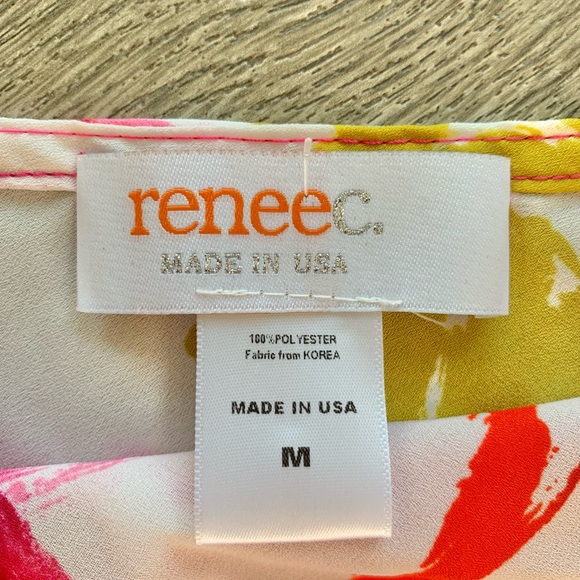 reneec.
MADE IN USA
100%POLYESTER
Fabric from KOREA
MADE IN USA
M